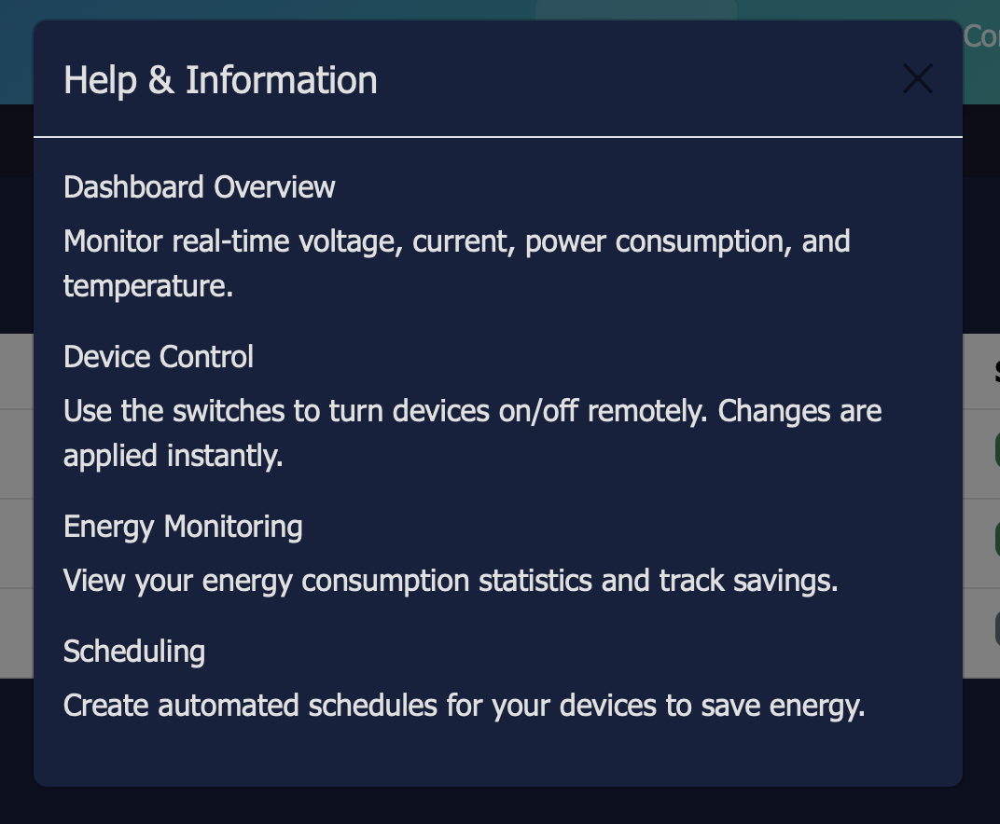 Help & Information
Dashboard Overview
Monitor real-time voltage, current, power consumption, and
temperature.
Device Control
Use the switches to turn devices on/off remotely. Changes are
applied instantly.
Energy Monitoring
View your energy consumption statistics and track savings.
Scheduling
Create automated schedules for your devices to save energy.